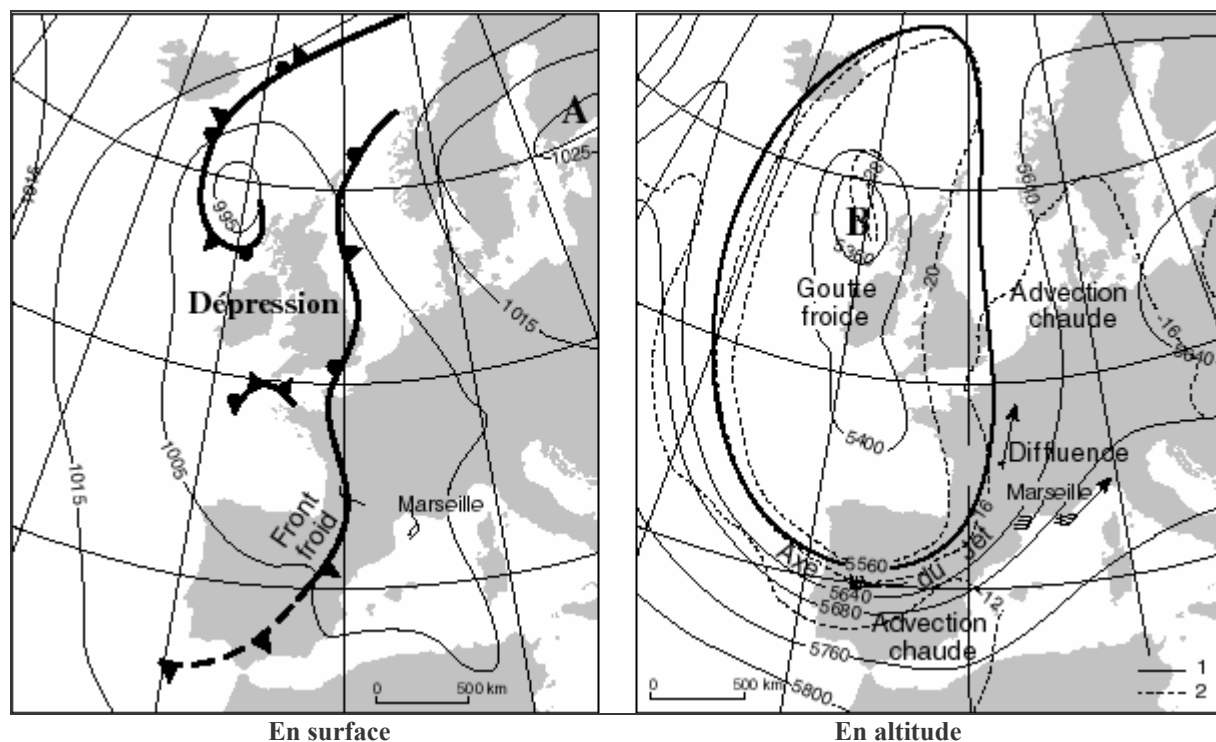 A
1025
1015
995
Dépression
1015
1005
1015
Front
froid
Marseille
0 500 km
En surface
5640
B
5360
-20
Goutte
froide
Advection
chaude
-16
5640
5400
Diffluence
Marseille
-16
Axe du Jet
5560
5640
5680
-12
Advection
chaude
5760
5800
0 500 km
1
2
En altitude